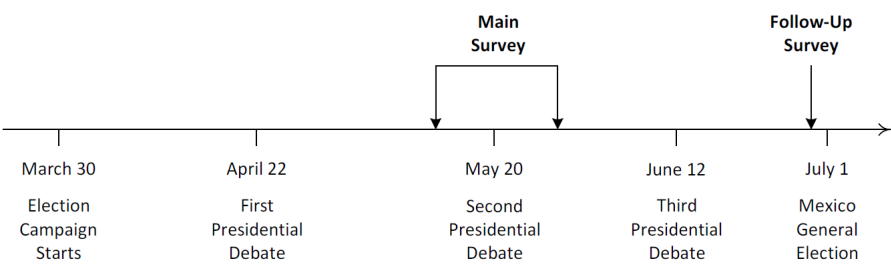 Main
Survey
Follow-Up
Survey
March 30
April 22
May 20
June 12
July 1
Election
Campaign
Starts
First
Presidential
Debate
Second
Presidential
Debate
Third
Presidential
Debate
Mexico
General
Election